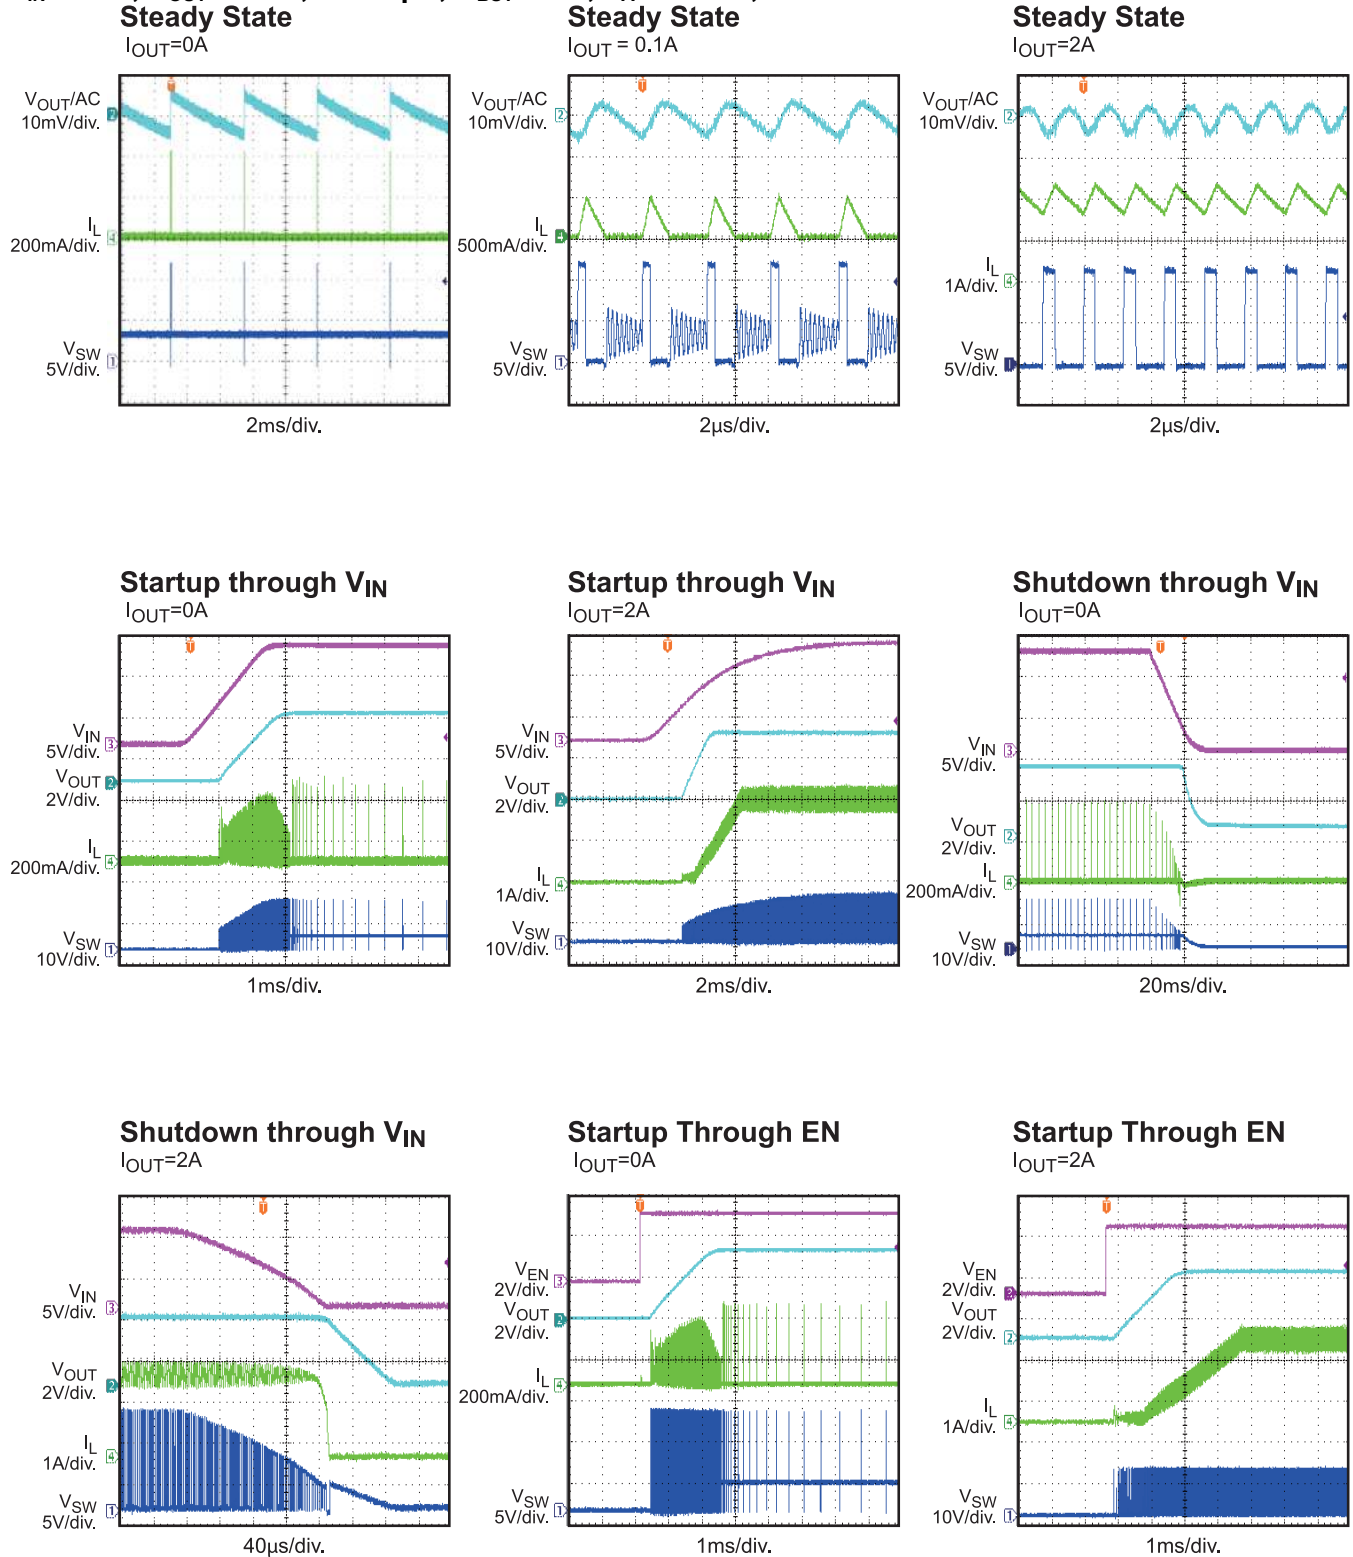 Steady State
IOUT=0A
VOUT/AC
10mV/div.
IL
200mA/div.
VSW
5V/div.
2ms/div.
Steady State
IOUT = 0.1A
VOUT/AC
10mV/div.
IL
500mA/div.
VSW
5V/div.
2µs/div.
Steady State
IOUT=2A
VOUT/AC
10mV/div.
IL
1A/div.
VSW
5V/div.
2µs/div.
Startup through VIN
IOUT=0A
VIN
5V/div.
VOUT
2V/div.
IL
200mA/div.
VSW
10V/div.
1ms/div.
Startup through VIN
IOUT=2A
VIN
5V/div.
VOUT
2V/div.
IL
1A/div.
VSW
10V/div.
2ms/div.
Shutdown through VIN
IOUT=0A
VIN
5V/div.
VOUT
2V/div.
IL
200mA/div.
VSW
10V/div.
20ms/div.
Shutdown through VIN
IOUT=2A
VIN
5V/div.
VOUT
2V/div.
IL
1A/div.
VSW
5V/div.
40µs/div.
Startup Through EN
IOUT=0A
VEN
2V/div.
VOUT
2V/div.
IL
200mA/div.
VSW
5V/div.
1ms/div.
Startup Through EN
IOUT=2A
VEN
2V/div.
VOUT
2V/div.
IL
1A/div.
VSW
10V/div.
1ms/div.